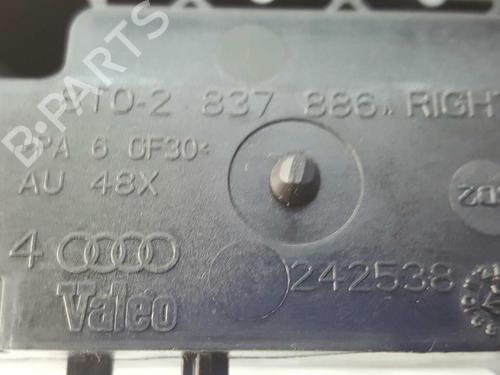 B-PARTS
8T0-2 837 886 RIGHT
>PA 6 GF30<
AU 48X
4
Valeo
242538